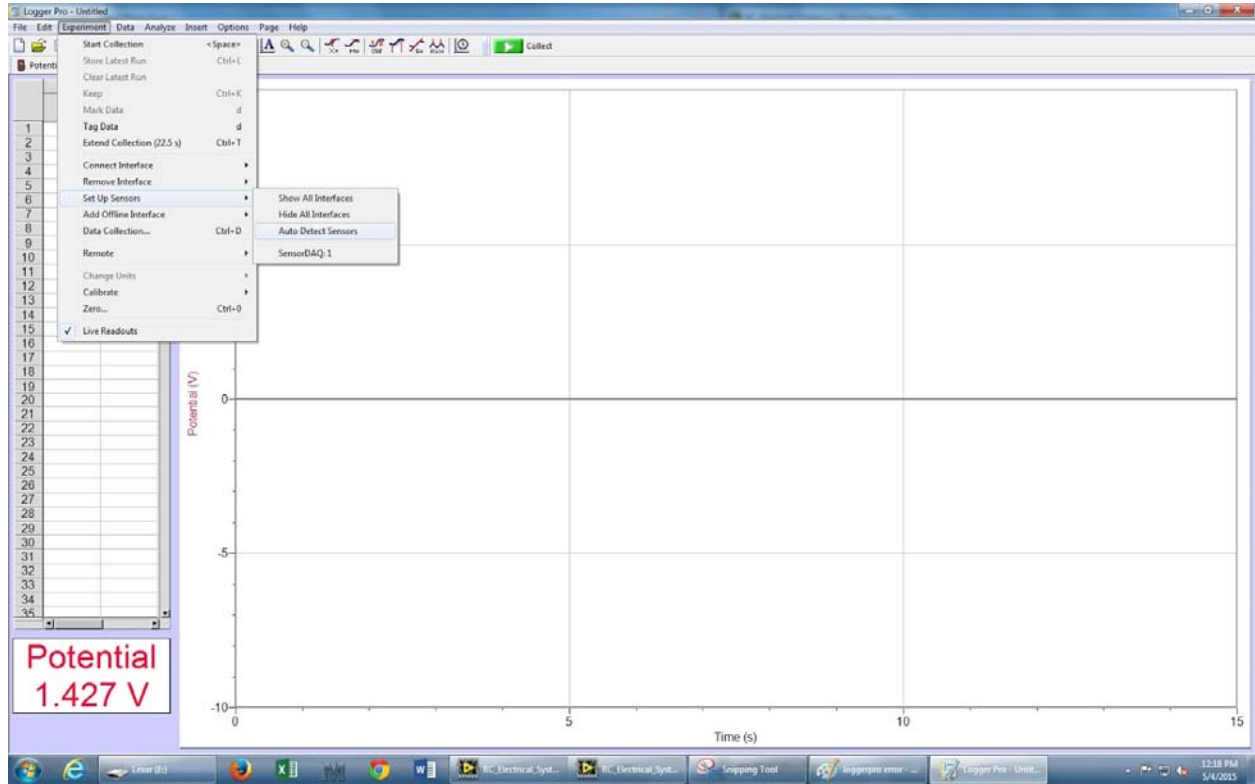 Logger Pro - Untitled
File Edit Experiment Data Analyze Insert Options Page Help
Collect
Potenti
Start Collection <Space>
Store Latest Run Ctrl+L
Clear Latest Run
Keep Ctrl+K
Mark Data d
Tag Data d
Extend Collection (22.5 s) Ctrl+T
Connect Interface
Remove Interface
Set Up Sensors
Add Offline Interface
Data Collection... Ctrl+D
Remote
Change Units
Calibrate
Zero... Ctrl+0
Live Readouts
Show All Interfaces
Hide All Interfaces
Auto Detect Sensors
SensorDAQ: 1
1
2
3
4
5
6
7
8
9
10
11
12
13
14
15
16
17
18
19
20
21
22
23
24
25
26
27
28
29
30
31
32
33
34
35
Potential
1.427 V
Potential (V)
0
-5
-10
0 5 10 15
Time (s)
Lexar (E:)
RC_Electrical_Syst...
RC_Electrical_Syst...
Snipping Tool
loggerpro error - ...
Logger Pro - Untit...
12:18 PM
5/4/2015